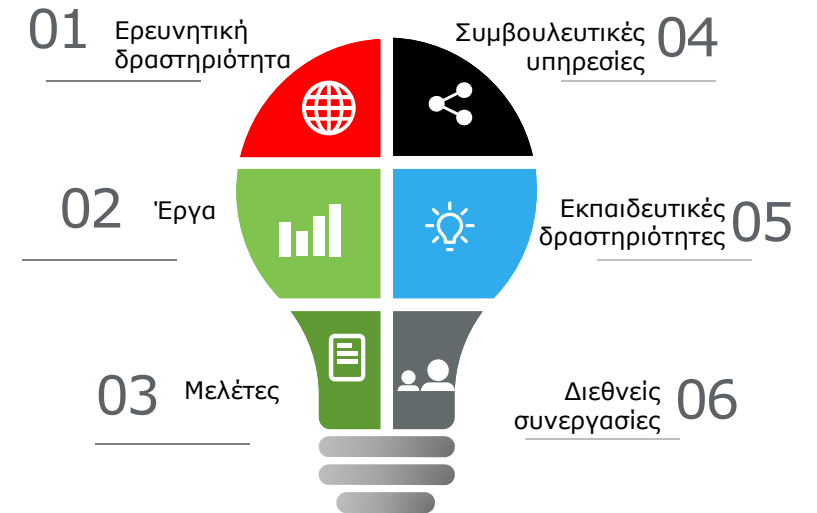 01
Ερευνητική
δραστηριότητα
02
Έργα
03
Μελέτες
Συμβουλευτικές
υπηρεσίες
04
Εκπαιδευτικές
δραστηριότητες
05
Διεθνείς
συνεργασίες
06